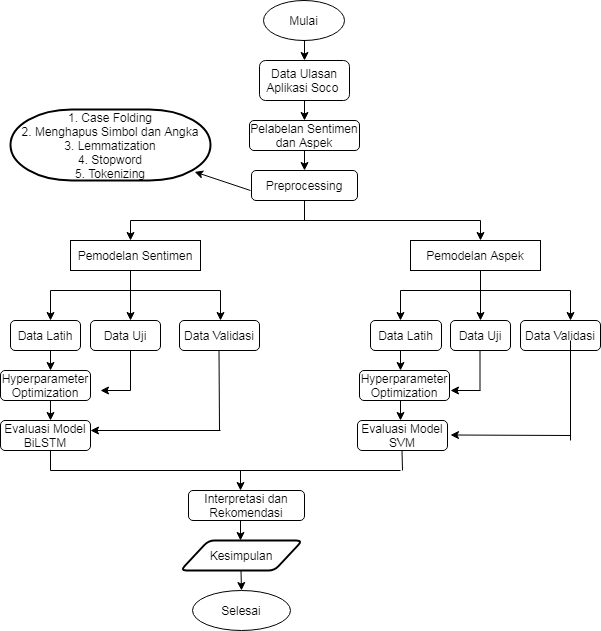 Mulai
Data Ulasan
Aplikasi Soco
Pelabelan Sentimen
dan Aspek
1. Case Folding
2. Menghapus Simbol dan Angka
3. Lemmatization
4. Stopword
5. Tokenizing
Preprocessing
Pemodelan Sentimen
Pemodelan Aspek
Data Latih
Data Uji
Data Validasi
Data Latih
Data Uji
Data Validasi
Hyperparameter
Optimization
Hyperparameter
Optimization
Evaluasi Model
BiLSTM
Evaluasi Model
SVM
Interpretasi dan
Rekomendasi
Kesimpulan
Selesai